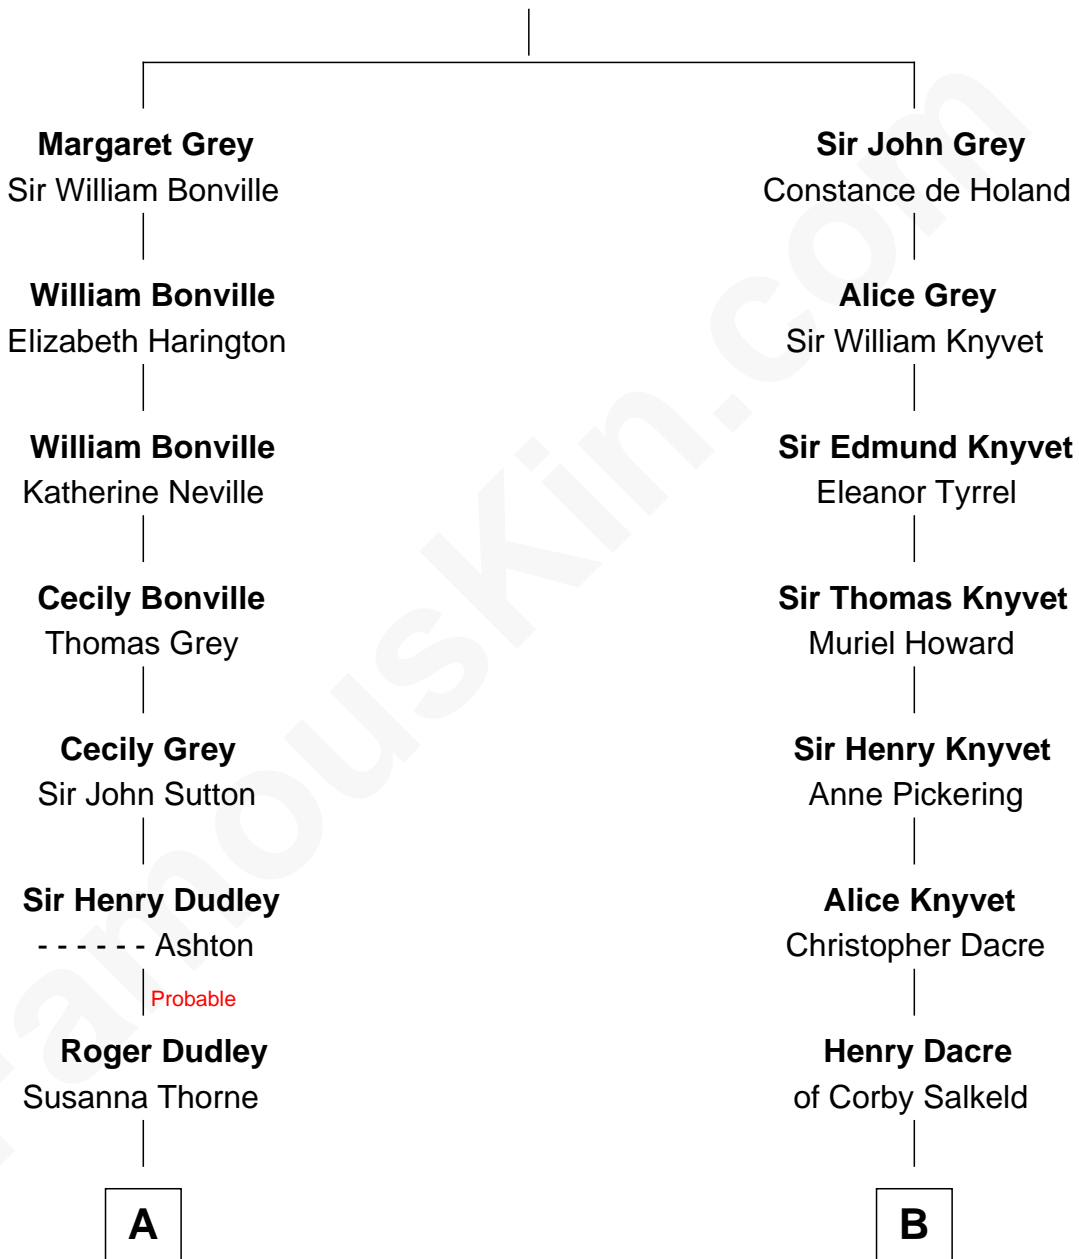 Margaret Grey
Sir William Bonville
William Bonville
Elizabeth Harington
William Bonville
Katherine Neville
Cecily Bonville
Thomas Grey
Cecily Grey
Sir John Sutton
Sir Henry Dudley
- - - - - - Ashton
Probable
Roger Dudley
Susanna Thorne
A
Sir John Grey
Constance de Holand
Alice Grey
Sir William Knyvet
Sir Edmund Knyvet
Eleanor Tyrrel
Sir Thomas Knyvet
Muriel Howard
Sir Henry Knyvet
Anne Pickering
Alice Knyvet
Christopher Dacre
Henry Dacre
of Corby Salkeld
B
FamousKin.com